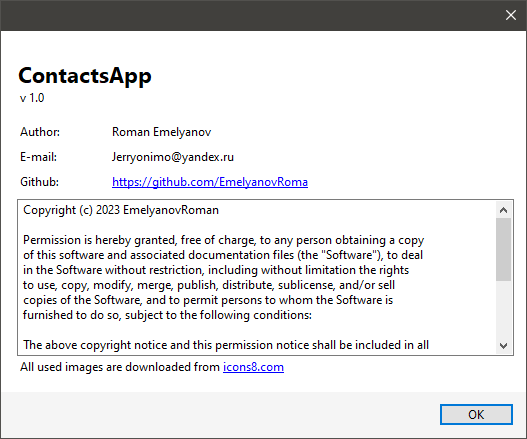 ContactsApp
v 1.0
Author: Roman Emelyanov
E-mail: Jerryonimo@yandex.ru
Github: https://github.com/EmelyanovRoma
Copyright (c) 2023 EmelyanovRoman
Permission is hereby granted, free of charge, to any person obtaining a copy
of this software and associated documentation files (the "Software"), to deal
in the Software without restriction, including without limitation the rights
to use, copy, modify, merge, publish, distribute, sublicense, and/or sell
copies of the Software, and to permit persons to whom the Software is
furnished to do so, subject to the following conditions:
The above copyright notice and this permission notice shall be included in all
All used images are downloaded from icons8.com
OK